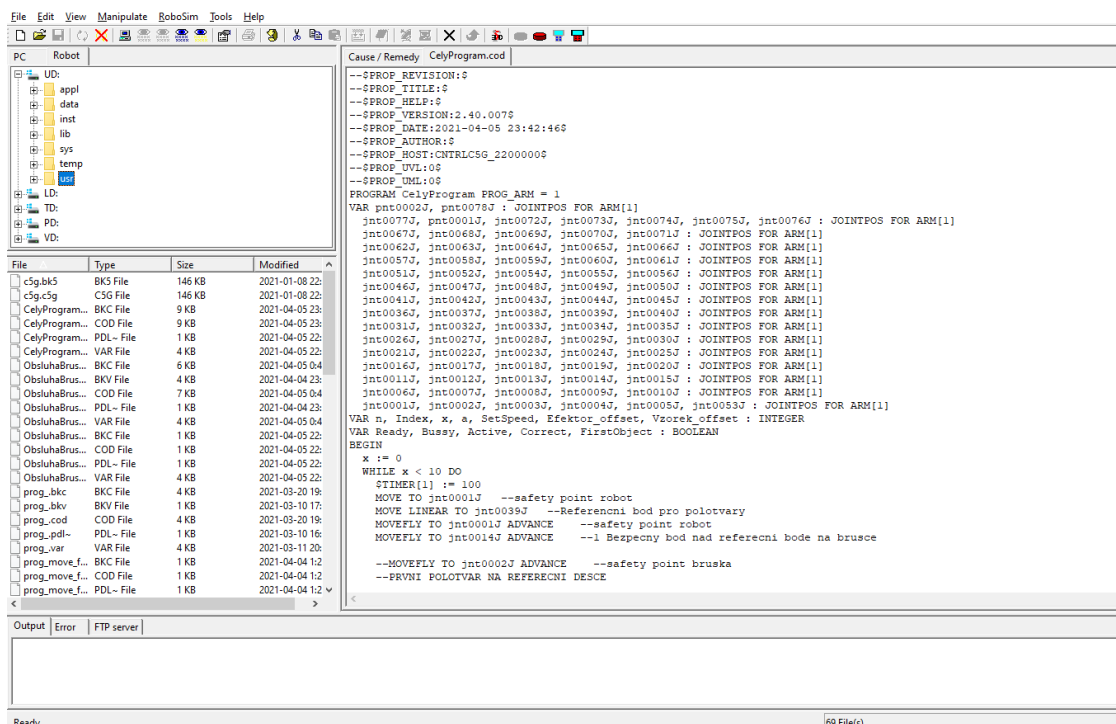 File Edit View Manipulate RoboSim Tools Help
PC Robot
UD:
appl
data
inst
lib
sys
temp
usr
LD:
TD:
PD:
VD:
File Type Size Modified
c5g.bk5 BK5 File 146 KB 2021-01-08 22:
c5g.c5g C5G File 146 KB 2021-01-08 22:
CelyProgram... BKC File 9 KB 2021-04-05 23:
CelyProgram... COD File 9 KB 2021-04-05 23:
CelyProgram... PDL~ File 1 KB 2021-04-05 22:
CelyProgram... VAR File 4 KB 2021-04-05 22:
ObsluhaBrus... BKC File 6 KB 2021-04-05 0:4
ObsluhaBrus... BKV File 4 KB 2021-04-04 23:
ObsluhaBrus... COD File 7 KB 2021-04-05 0:4
ObsluhaBrus... PDL~ File 1 KB 2021-04-04 23:
ObsluhaBrus... VAR File 4 KB 2021-04-05 0:4
ObsluhaBrus... BKC File 1 KB 2021-04-05 22:
ObsluhaBrus... COD File 1 KB 2021-04-05 22:
ObsluhaBrus... PDL~ File 1 KB 2021-04-05 22:
ObsluhaBrus... VAR File 4 KB 2021-04-05 22:
prog_.bkc BKC File 4 KB 2021-03-20 19:
prog_.bkv BKV File 1 KB 2021-03-10 17:
prog_.cod COD File 4 KB 2021-03-20 19:
prog_.pdl~ PDL~ File 1 KB 2021-03-10 16:
prog_.var VAR File 4 KB 2021-03-11 20:
prog_move_f... BKC File 1 KB 2021-04-04 1:2
prog_move_f... COD File 1 KB 2021-04-04 1:2
prog_move_f... PDL~ File 1 KB 2021-04-04 1:2
Cause / Remedy CelyProgram.cod
--$PROP_REVISION:$
--$PROP_TITLE:$
--$PROP_HELP:$
--$PROP_VERSION:2.40.007$
--$PROP_DATE:2021-04-05 23:42:46$
--$PROP_AUTHOR:$
--$PROP_HOST:CNTRLC5G_2200000$
--$PROP_UVL:0$
--$PROP_UML:0$
PROGRAM CelyProgram PROG_ARM = 1
VAR pnt0002J, pnt0078J : JOINTPOS FOR ARM[1]
jnt0077J, pnt0001J, jnt0072J, jnt0073J, jnt0074J, jnt0075J, jnt0076J : JOINTPOS FOR ARM[1]
jnt0067J, jnt0068J, jnt0069J, jnt0070J, jnt0071J : JOINTPOS FOR ARM[1]
jnt0062J, jnt0063J, jnt0064J, jnt0065J, jnt0066J : JOINTPOS FOR ARM[1]
jnt0057J, jnt0058J, jnt0059J, jnt0060J, jnt0061J : JOINTPOS FOR ARM[1]
jnt0051J, jnt0052J, jnt0054J, jnt0055J, jnt0056J : JOINTPOS FOR ARM[1]
jnt0046J, jnt0047J, jnt0048J, jnt0049J, jnt0050J : JOINTPOS FOR ARM[1]
jnt0041J, jnt0042J, jnt0043J, jnt0044J, jnt0045J : JOINTPOS FOR ARM[1]
jnt0036J, jnt0037J, jnt0038J, jnt0039J, jnt0040J : JOINTPOS FOR ARM[1]
jnt0031J, jnt0032J, jnt0033J, jnt0034J, jnt0035J : JOINTPOS FOR ARM[1]
jnt0026J, jnt0027J, jnt0028J, jnt0029J, jnt0030J : JOINTPOS FOR ARM[1]
jnt0021J, jnt0022J, jnt0023J, jnt0024J, jnt0025J : JOINTPOS FOR ARM[1]
jnt0016J, jnt0017J, jnt0018J, jnt0019J, jnt0020J : JOINTPOS FOR ARM[1]
jnt0011J, jnt0012J, jnt0013J, jnt0014J, jnt0015J : JOINTPOS FOR ARM[1]
jnt0006J, jnt0007J, jnt0008J, jnt0009J, jnt0010J : JOINTPOS FOR ARM[1]
jnt0001J, jnt0002J, jnt0003J, jnt0004J, jnt0005J, jnt0053J : JOINTPOS FOR ARM[1]
VAR n, Index, x, a, SetSpeed, Efektor_offset, Vzorek_offset : INTEGER
VAR Ready, Bussy, Active, Correct, FirstObject : BOOLEAN
BEGIN
x := 0
WHILE x < 10 DO
$TIMER[1] := 100
MOVE TO jnt0001J --safety point robot
MOVE LINEAR TO jnt0039J --Referencni bod pro polotvary
MOVEFLY TO jnt0001J ADVANCE --safety point robot
MOVEFLY TO jnt0014J ADVANCE --1 Bezpecny bod nad referecni bode na brusce
--MOVEFLY TO jnt0002J ADVANCE --safety point bruska
--PRVNI POLOTVAR NA REFERECNI DESCE
Output Error FTP server
Ready 69 File(s)